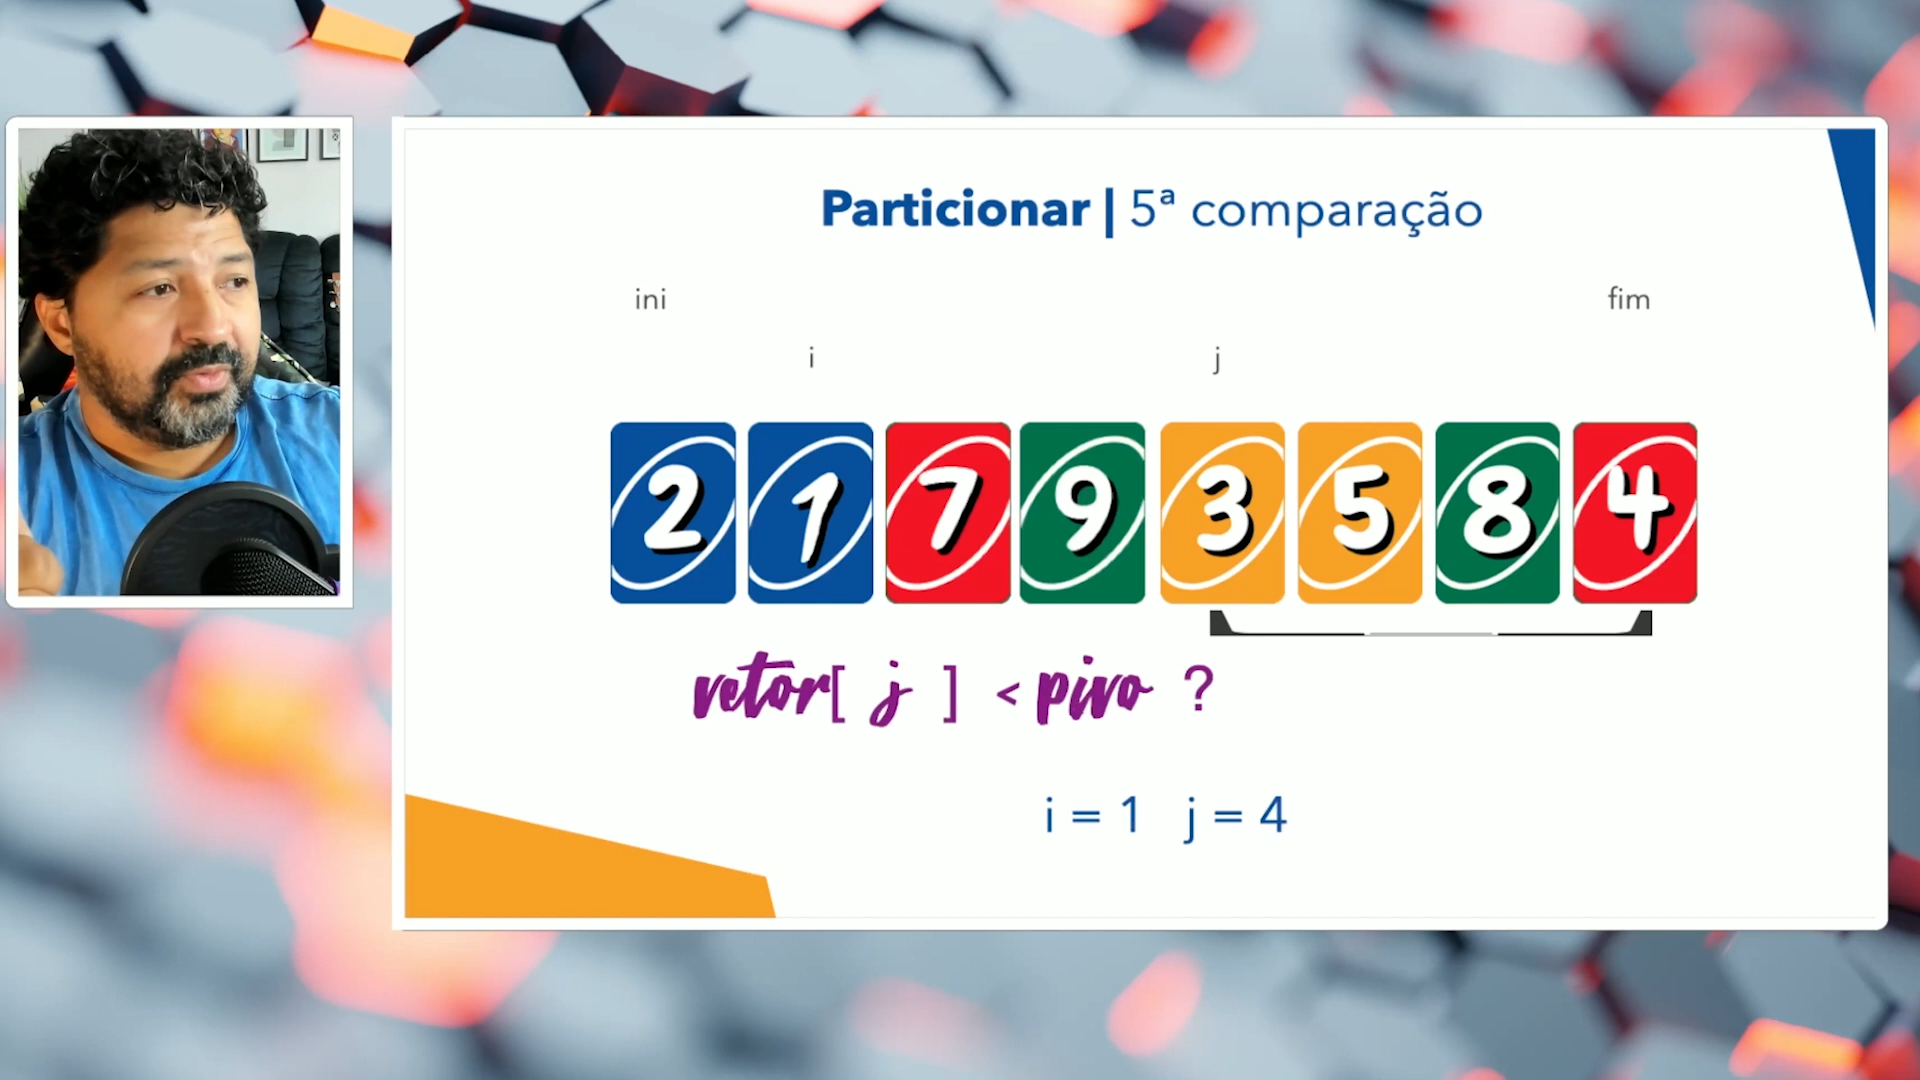 Particionar | 5ª comparação
ini fim
i j
2 1 7 9 3 5 8 4
vetor[ j ] < pivo ?
i = 1 j = 4